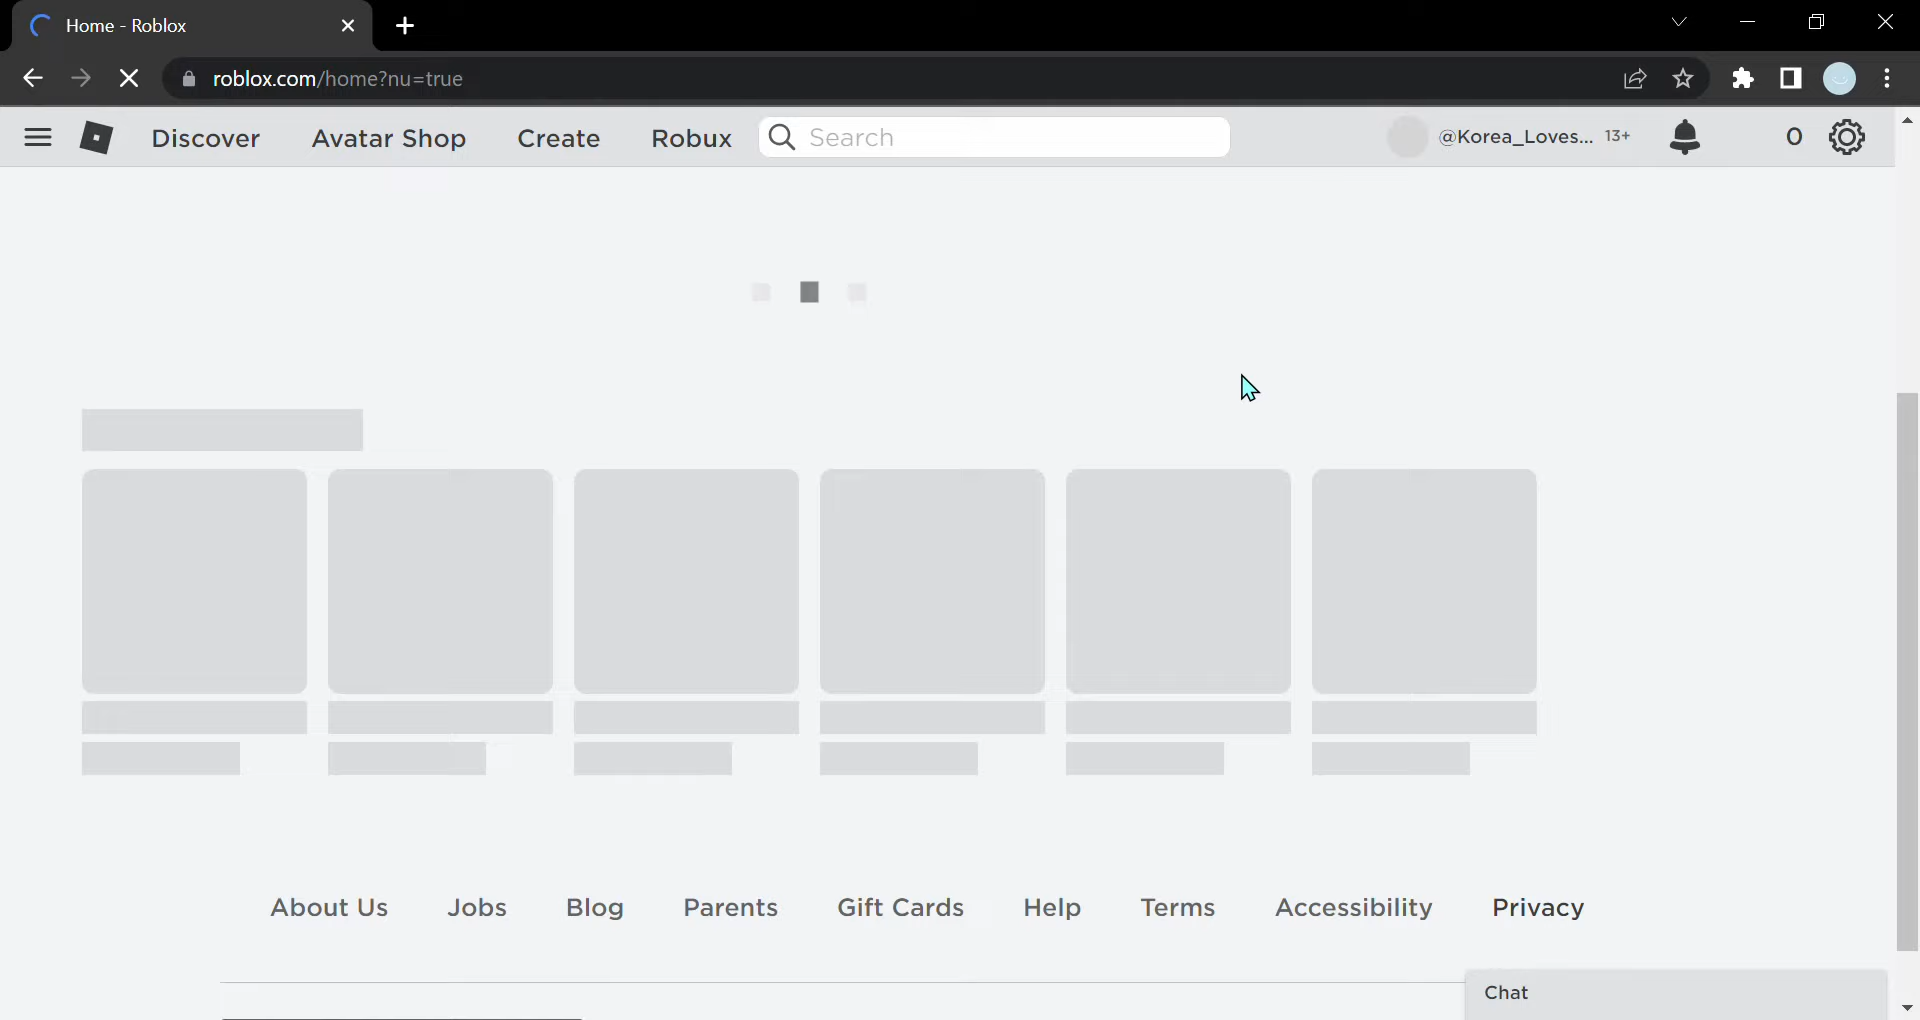 Home - Roblox
roblox.com/home?nu=true
Discover Avatar Shop Create Robux Search @Korea_Loves... 13+ 0
About Us Jobs Blog Parents Gift Cards Help Terms Accessibility Privacy
Chat